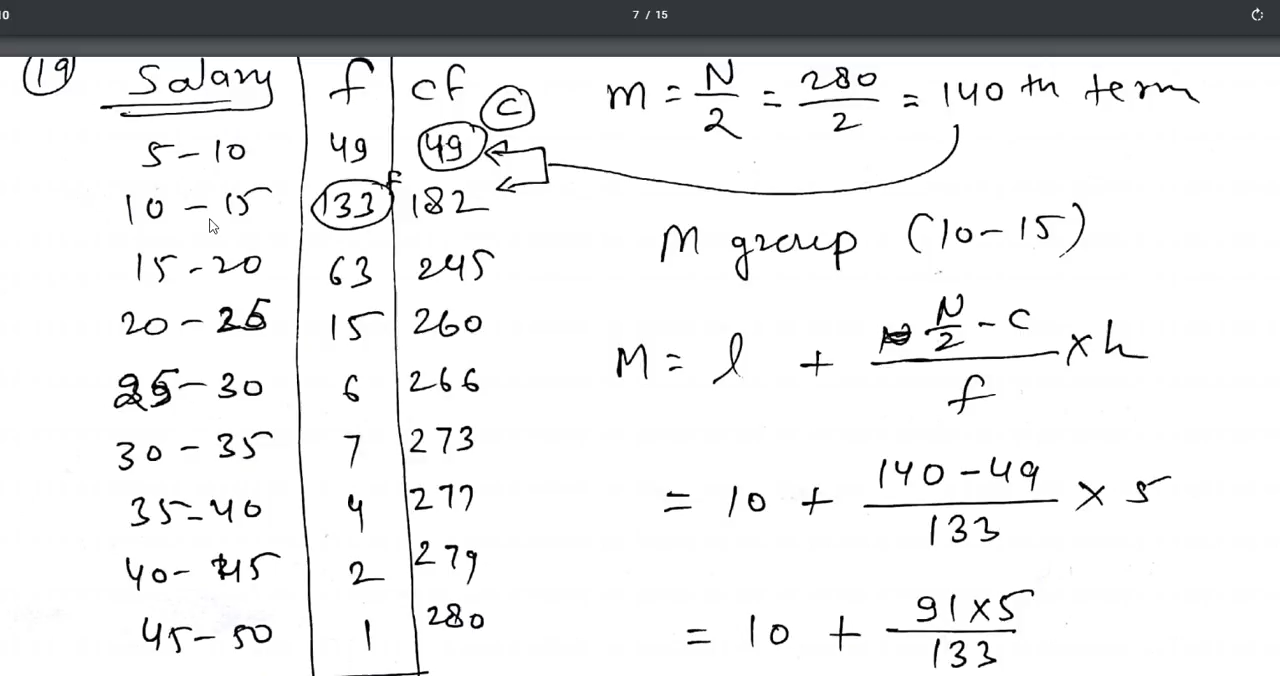 10
7 / 15
(19) Salary f cf
5-10 49 49 C
10-15 133 F 182
15-20 63 245
20-25 15 260
25-30 6 266
30-35 7 273
35-40 4 277
40-45 2 279
45-50 1 280
m = N/2 = 280/2 = 140 th term
M group (10-15)
M = l + (N/2 - C)/f × h
= 10 + (140-49)/133 × 5
= 10 + (91×5)/133